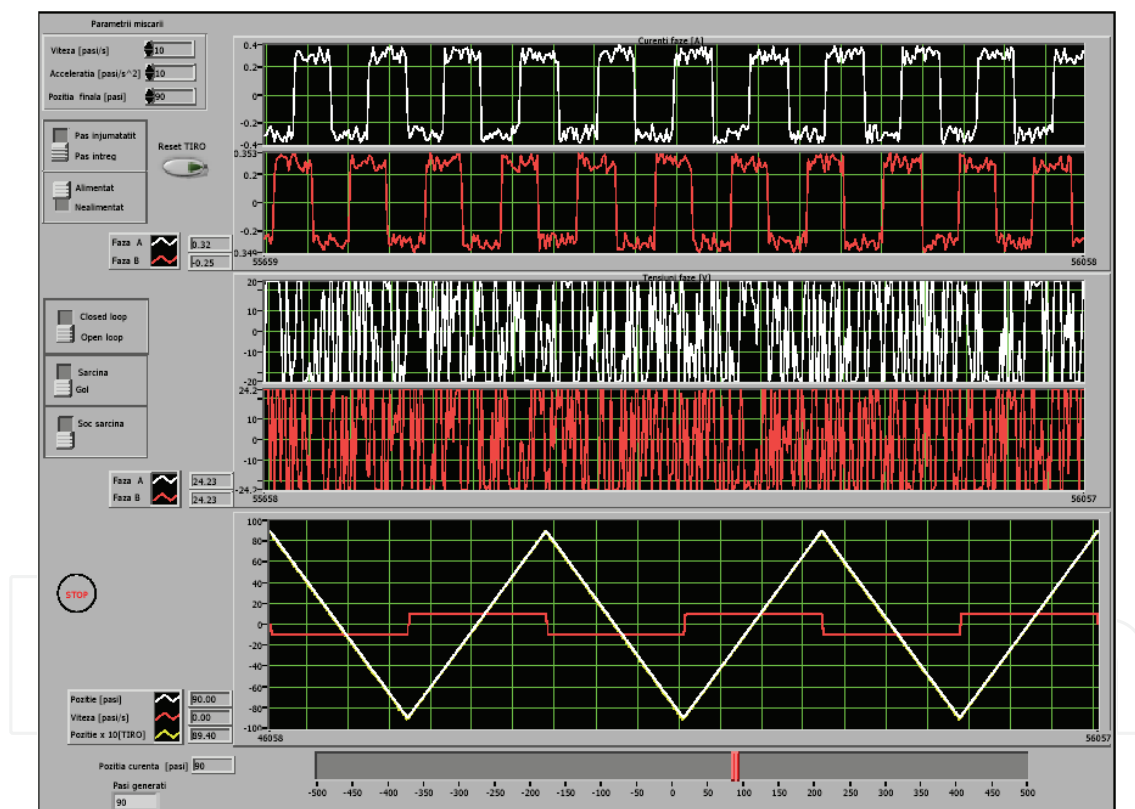 Parametrii miscarii
Viteza [pasi/s] 10
Acceleratia [pasi/s^2] 10
Pozitia finala [pasi] 90
Pas injumatatit
Pas intreg
Reset TIRO
Alimentat
Nealimentat
Faza A 0.32
Faza B -0.25
Curenti faze [A]
0.4
0.2
0
-0.2
-0.4
0.353
0.2
0
-0.2
0.349
55659 56058
Closed loop
Open loop
Sarcina
Gol
Soc sarcina
Faza A 24.23
Faza B 24.23
Tensiuni faze [V]
20
10
0
-10
-20
24.2
10
0
-10
-24.2
55658 56057
STOP
100
80
60
40
20
0
-20
-40
-60
-80
-100
46058 56057
Pozitie [pasi] 90.00
Viteza [pasi/s] 0.00
Pozitie x 10[TIRO] 89.40
Pozitia curenta [pasi] 90
Pasi generati
90
-500 -450 -400 -350 -300 -250 -200 -150 -100 -50 0 50 100 150 200 250 300 350 400 450 500